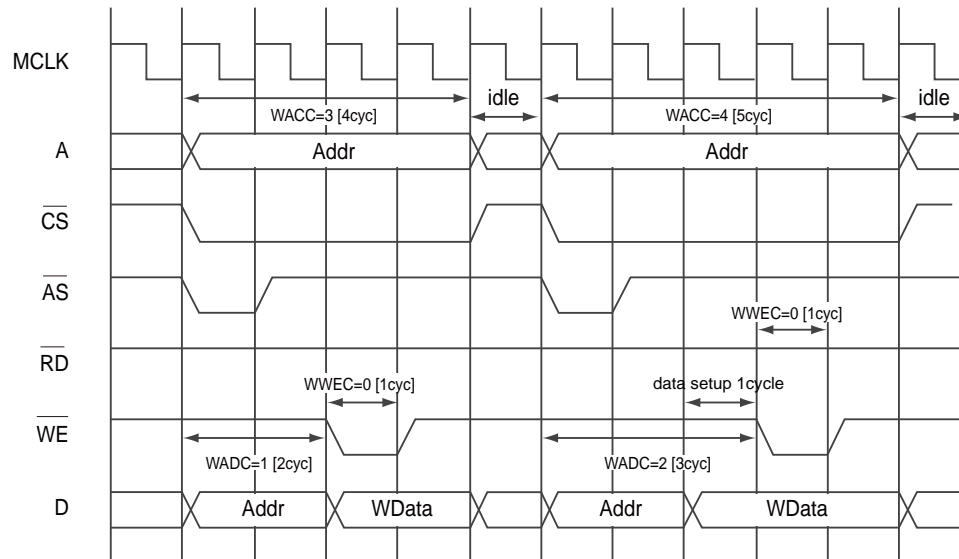 MCLK
idle
idle
WACC=3 [4cyc]
WACC=4 [5cyc]
A
Addr
Addr
CS
AS
WWEC=0 [1cyc]
RD
WWEC=0 [1cyc]
data setup 1cycle
WE
WADC=1 [2cyc]
WADC=2 [3cyc]
D
Addr
WData
Addr
WData